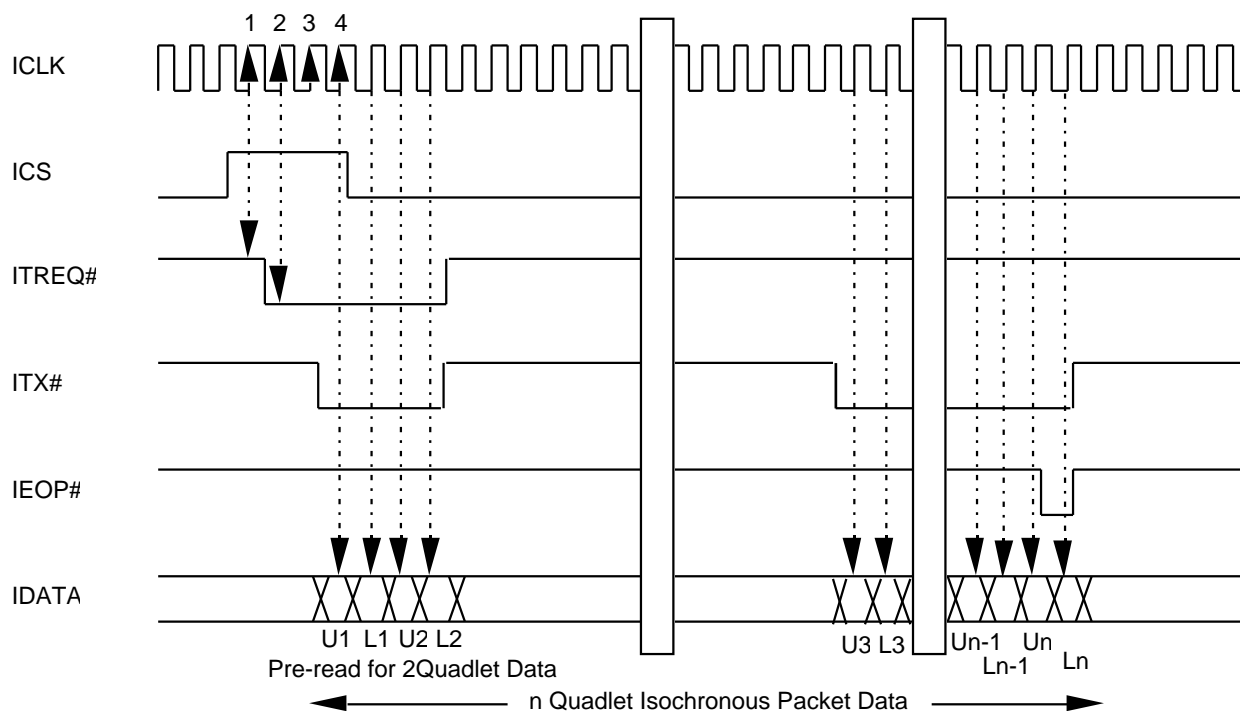 1 2 3 4
ICLK
ICS
ITREQ#
ITX#
IEOP#
IDATA
U1 L1 U2 L2 U3 L3 Un-1 Un
Ln-1 Ln
Pre-read for 2Quadlet Data
n Quadlet Isochronous Packet Data